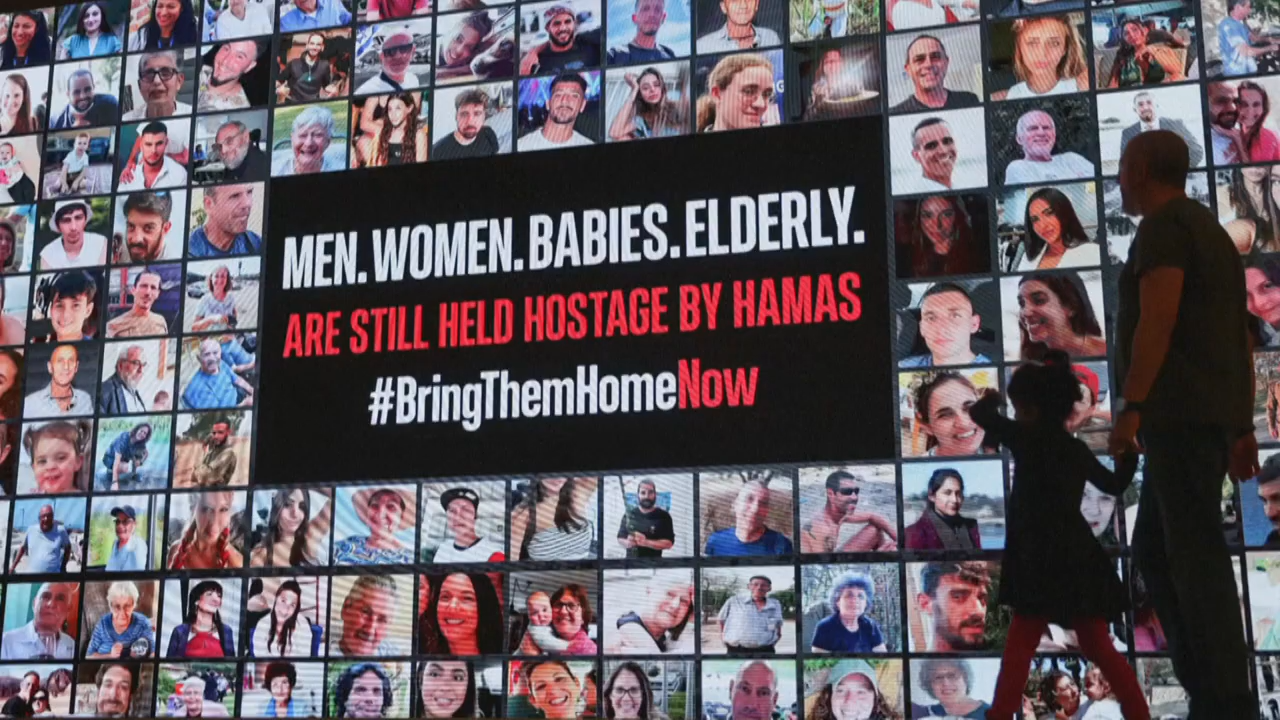 MEN. WOMEN. BABIES. ELDERLY.
ARE STILL HELD HOSTAGE BY HAMAS
#BringThemHomeNow